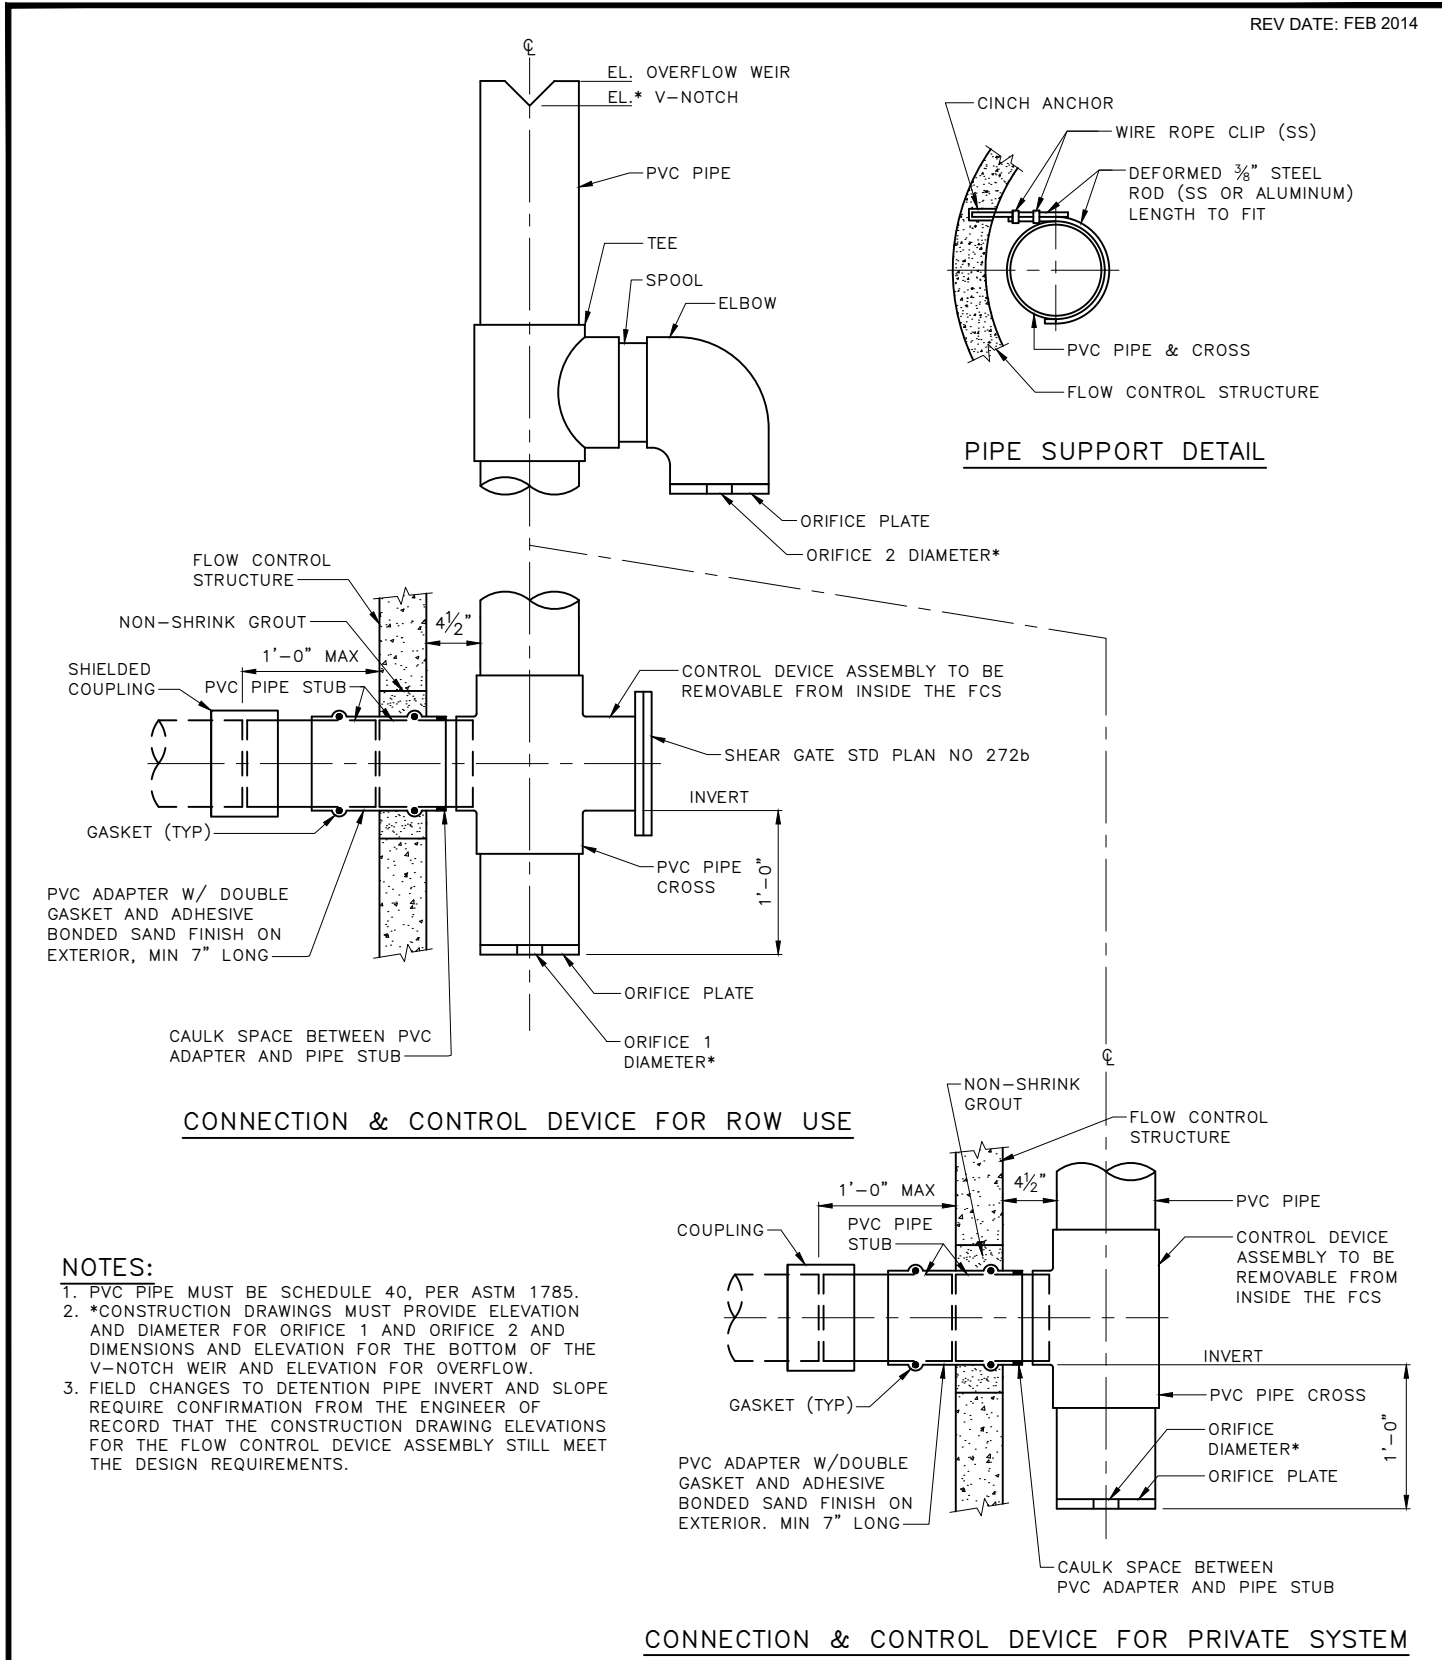 REV DATE: FEB 2014
℄
EL. OVERFLOW WEIR
EL.* V-NOTCH
PVC PIPE
TEE
SPOOL
ELBOW
ORIFICE PLATE
ORIFICE 2 DIAMETER*
CINCH ANCHOR
WIRE ROPE CLIP (SS)
DEFORMED ⅜" STEEL
ROD (SS OR ALUMINUM)
LENGTH TO FIT
PVC PIPE & CROSS
FLOW CONTROL STRUCTURE
PIPE SUPPORT DETAIL
FLOW CONTROL
STRUCTURE
NON-SHRINK GROUT
4½"
1'-0" MAX
SHIELDED
COUPLING
PVC PIPE STUB
CONTROL DEVICE ASSEMBLY TO BE
REMOVABLE FROM INSIDE THE FCS
SHEAR GATE STD PLAN NO 272b
INVERT
GASKET (TYP)
PVC PIPE
CROSS
1'-0"
PVC ADAPTER W/ DOUBLE
GASKET AND ADHESIVE
BONDED SAND FINISH ON
EXTERIOR, MIN 7" LONG
ORIFICE PLATE
CAULK SPACE BETWEEN PVC
ADAPTER AND PIPE STUB
ORIFICE 1
DIAMETER*
CONNECTION & CONTROL DEVICE FOR ROW USE
℄
NON-SHRINK
GROUT
FLOW CONTROL
STRUCTURE
1'-0" MAX
4½"
PVC PIPE
COUPLING
PVC PIPE
STUB
CONTROL DEVICE
ASSEMBLY TO BE
REMOVABLE FROM
INSIDE THE FCS
INVERT
GASKET (TYP)
PVC PIPE CROSS
ORIFICE
DIAMETER*
ORIFICE PLATE
1'-0"
PVC ADAPTER W/DOUBLE
GASKET AND ADHESIVE
BONDED SAND FINISH ON
EXTERIOR. MIN 7" LONG
CAULK SPACE BETWEEN
PVC ADAPTER AND PIPE STUB
CONNECTION & CONTROL DEVICE FOR PRIVATE SYSTEM
NOTES:
1. PVC PIPE MUST BE SCHEDULE 40, PER ASTM 1785.
2. *CONSTRUCTION DRAWINGS MUST PROVIDE ELEVATION
AND DIAMETER FOR ORIFICE 1 AND ORIFICE 2 AND
DIMENSIONS AND ELEVATION FOR THE BOTTOM OF THE
V-NOTCH WEIR AND ELEVATION FOR OVERFLOW.
3. FIELD CHANGES TO DETENTION PIPE INVERT AND SLOPE
REQUIRE CONFIRMATION FROM THE ENGINEER OF
RECORD THAT THE CONSTRUCTION DRAWING ELEVATIONS
FOR THE FLOW CONTROL DEVICE ASSEMBLY STILL MEET
THE DESIGN REQUIREMENTS.